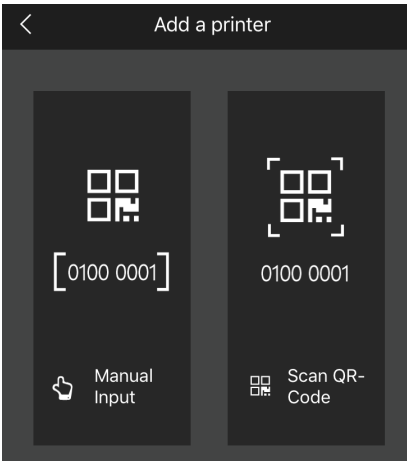 Add a printer
0100 0001
0100 0001
Manual
Input
Scan QR-
Code